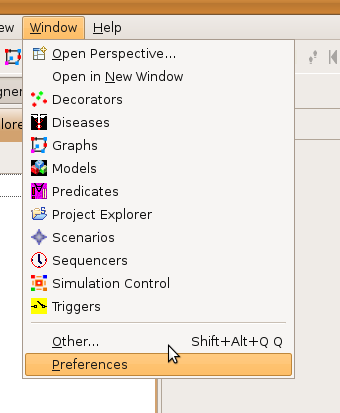 ew Window Help
Open Perspective...
Open in New Window
gner
Decorators
lore
Diseases
Graphs
Models
Predicates
Project Explorer
Scenarios
Sequencers
Simulation Control
Triggers
Other... Shift+Alt+Q Q
Preferences